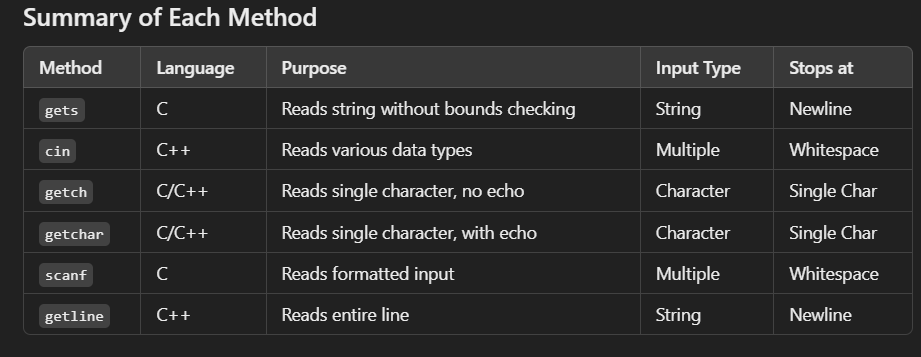 Summary of Each Method
Method Language Purpose Input Type Stops at
gets C Reads string without bounds checking String Newline
cin C++ Reads various data types Multiple Whitespace
getch C/C++ Reads single character, no echo Character Single Char
getchar C/C++ Reads single character, with echo Character Single Char
scanf C Reads formatted input Multiple Whitespace
getline C++ Reads entire line String Newline